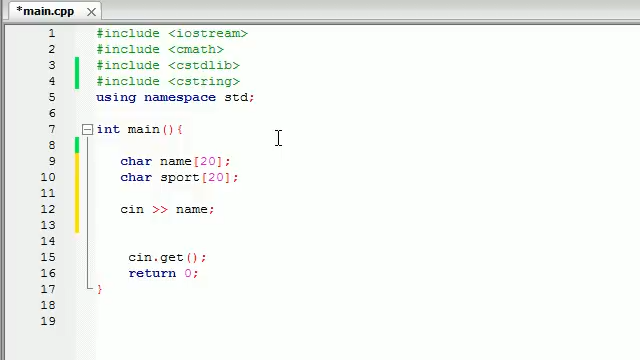 *main.cpp
1 #include <iostream>
2 #include <cmath>
3 #include <cstdlib>
4 #include <cstring>
5 using namespace std;
6
7 int main(){
8
9 char name[20];
10 char sport[20];
11
12 cin >> name;
13
14
15 cin.get();
16 return 0;
17 }
18
19